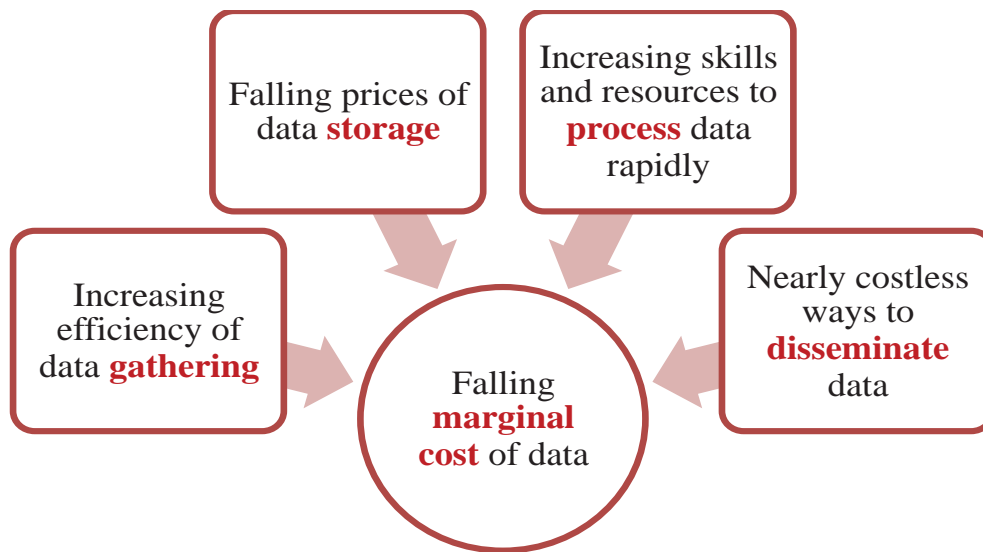 Falling prices of
data storage
Increasing skills
and resources to
process data
rapidly
Increasing
efficiency of
data gathering
Nearly costless
ways to
disseminate
data
Falling
marginal
cost of data